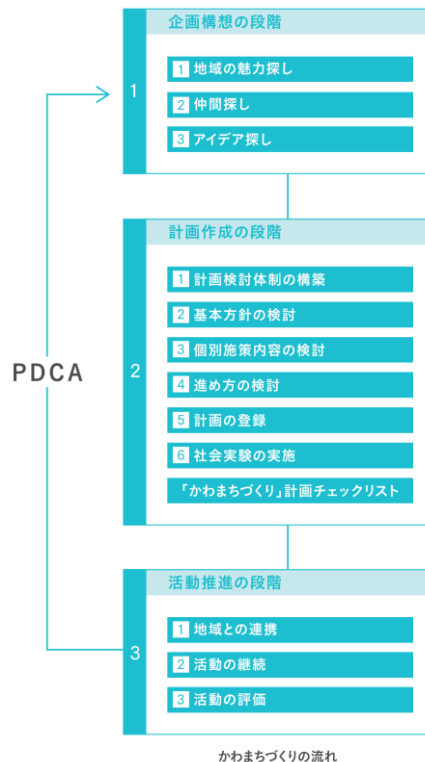 企画構想の段階
1
1 地域の魅力探し
2 仲間探し
3 アイデア探し
計画作成の段階
1 計画検討体制の構築
2 基本方針の検討
3 個別施策内容の検討
PDCA
2
4 進め方の検討
5 計画の登録
6 社会実験の実施
「かわまちづくり」計画チェックリスト
活動推進の段階
3
1 地域との連携
2 活動の継続
3 活動の評価
かわまちづくりの流れ